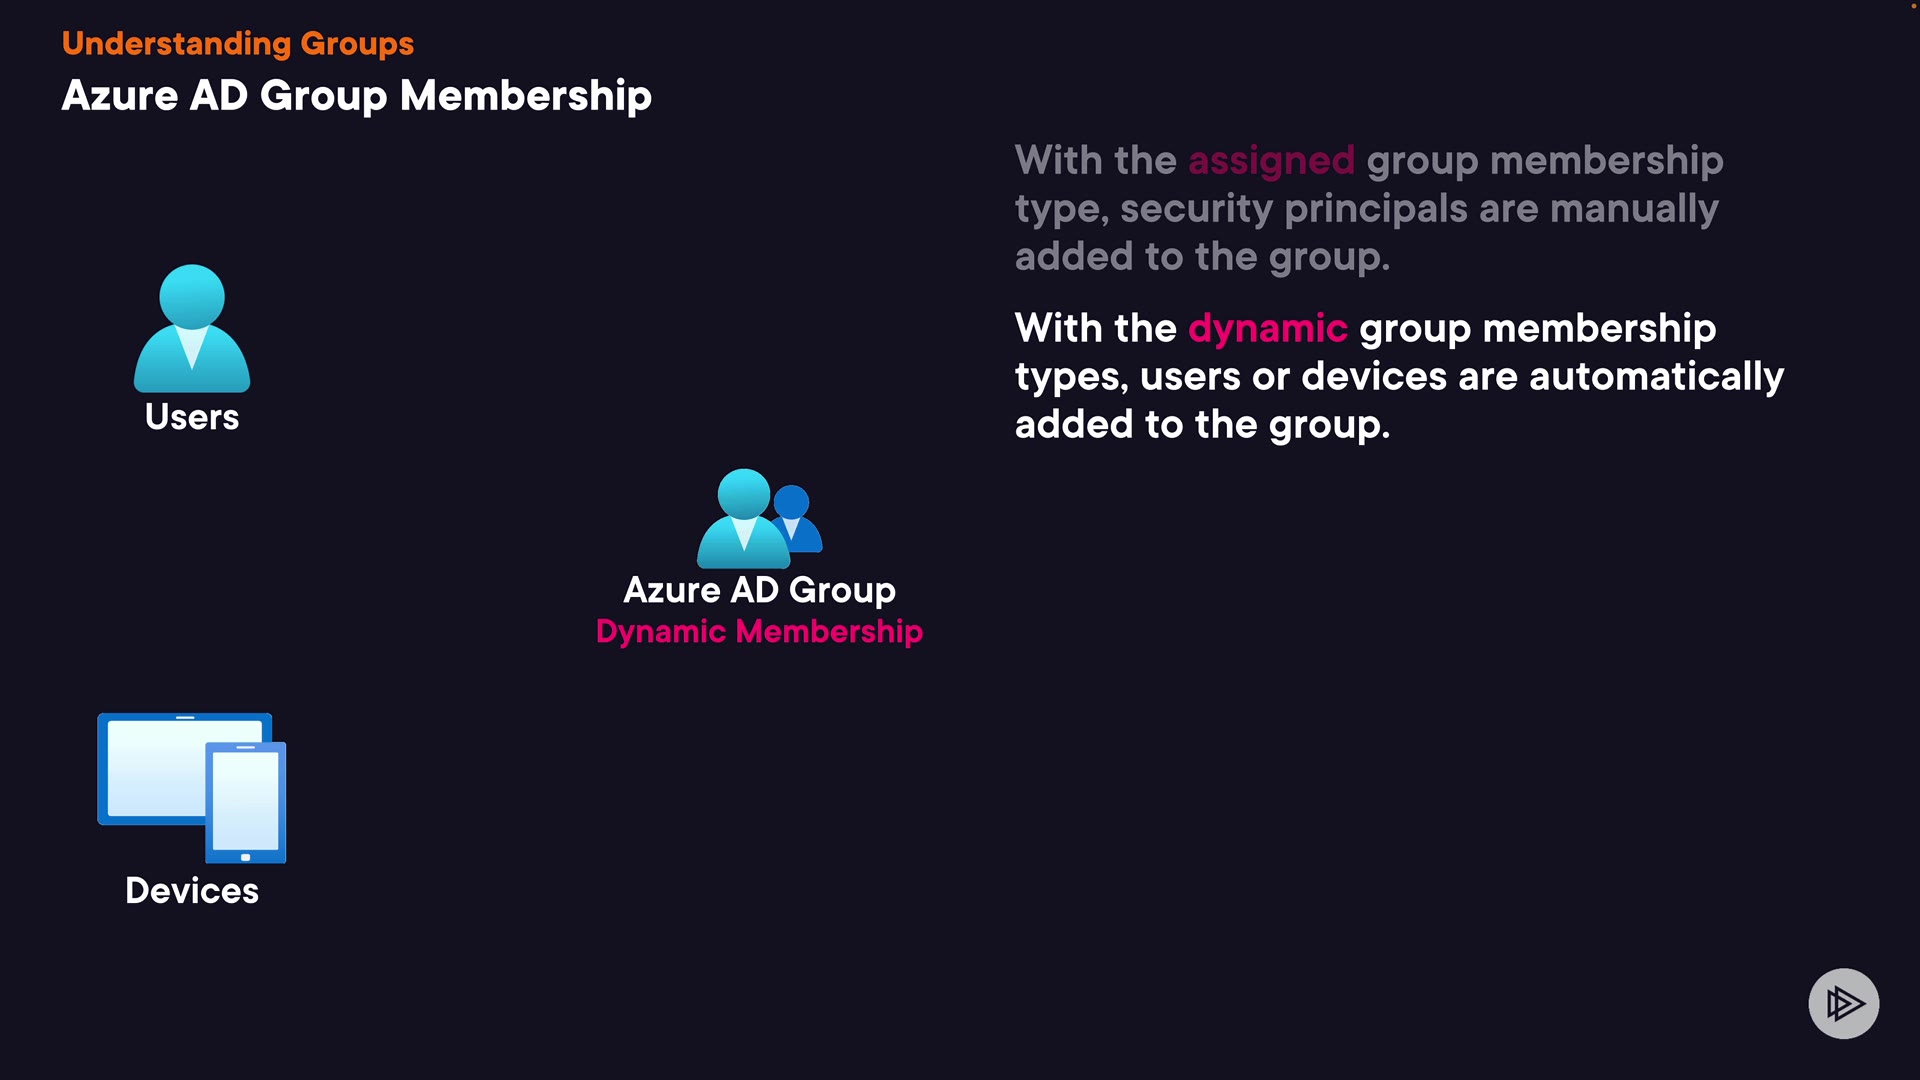 Understanding Groups
Azure AD Group Membership
With the assigned group membership
type, security principals are manually
added to the group.
With the dynamic group membership
types, users or devices are automatically
added to the group.
Users
Azure AD Group
Dynamic Membership
Devices